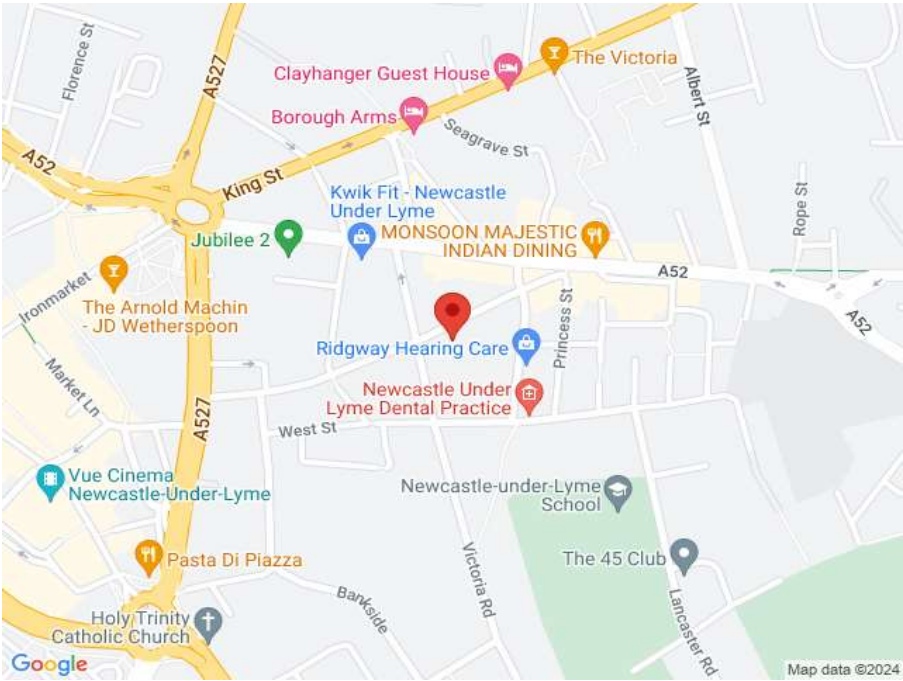 Florence St
A527
The Victoria
Clayhanger Guest House
Albert St
Borough Arms
Seagrave St
A52
King St
Kwik Fit - Newcastle
Under Lyme
Rope St
Jubilee 2
MONSOON MAJESTIC
INDIAN DINING
A52
Ironmarket
The Arnold Machin
- JD Wetherspoon
A52
Ridgway Hearing Care
Princess St
Market Ln
Newcastle Under
Lyme Dental Practice
A527
West St
Vue Cinema
Newcastle-Under-Lyme
Newcastle-under-Lyme
School
Pasta Di Piazza
Victoria Rd
The 45 Club
Bankside
Lancaster Rd
Holy Trinity
Catholic Church
Google
Map data ©2024